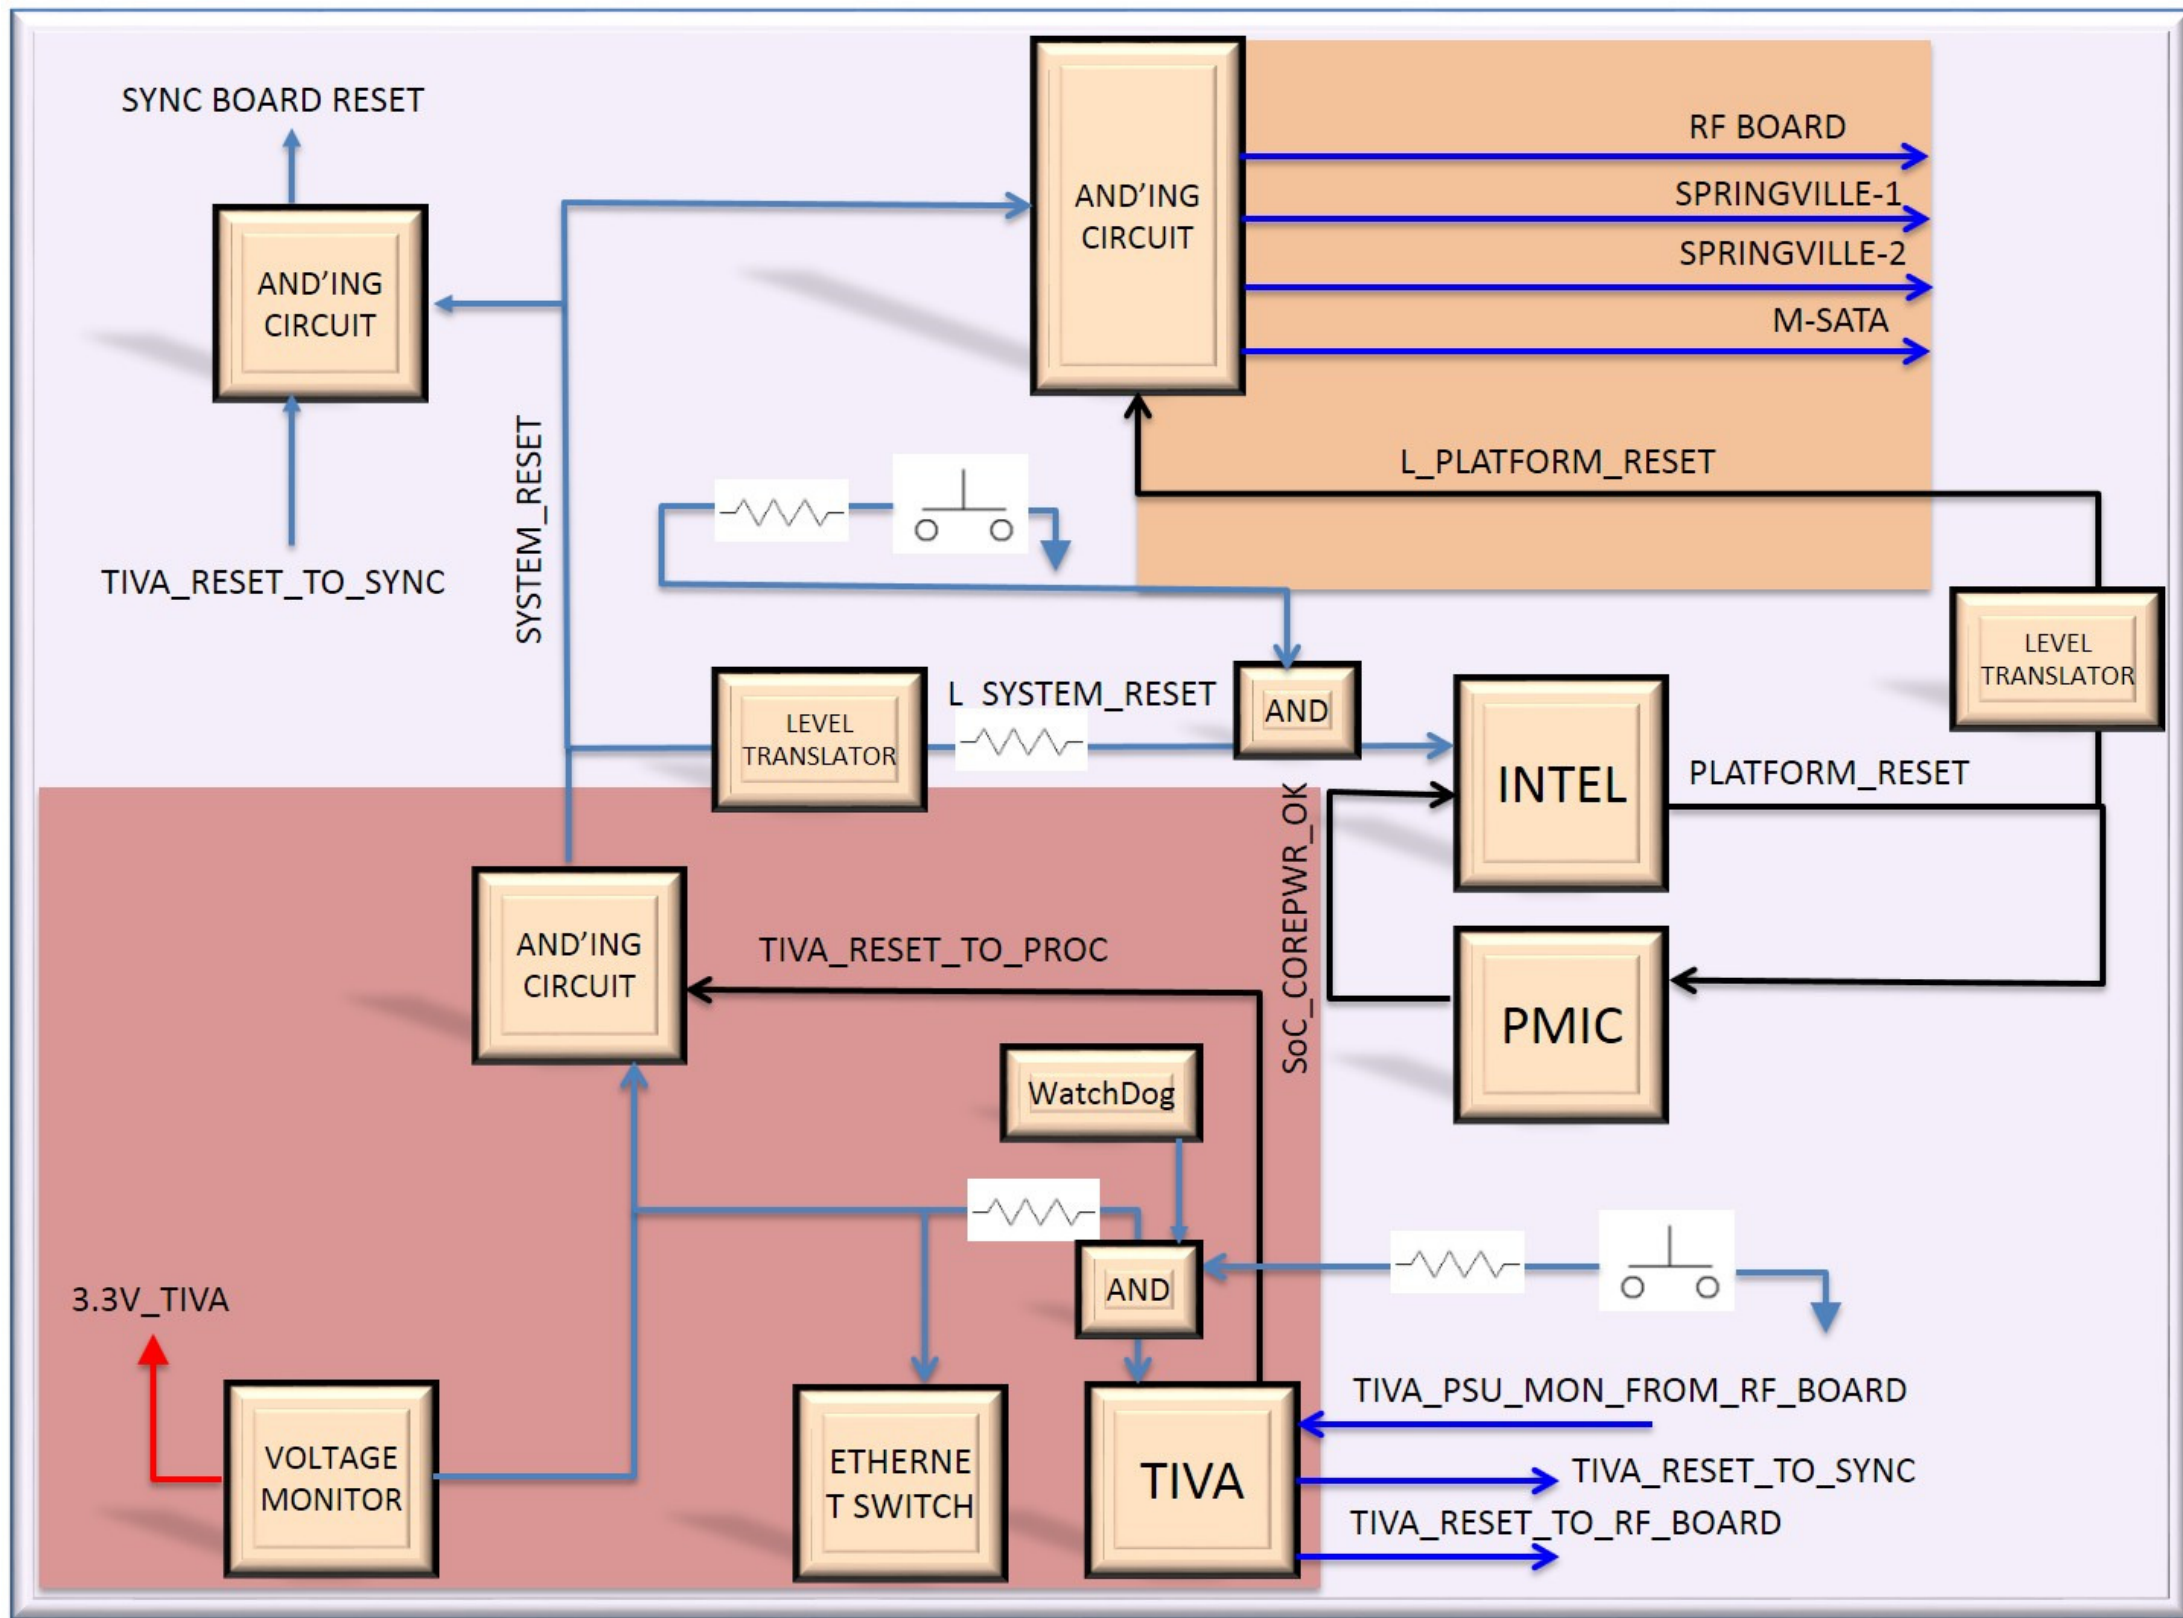 SYNC BOARD RESET
AND'ING
CIRCUIT
TIVA_RESET_TO_SYNC
SYSTEM_RESET
AND'ING
CIRCUIT
RF BOARD
SPRINGVILLE-1
SPRINGVILLE-2
M-SATA
L_PLATFORM_RESET
LEVEL
TRANSLATOR
LEVEL
TRANSLATOR
L_SYSTEM_RESET
AND
INTEL
PLATFORM_RESET
SoC_COREPWR_OK
PMIC
AND'ING
CIRCUIT
TIVA_RESET_TO_PROC
WatchDog
AND
3.3V_TIVA
VOLTAGE
MONITOR
ETHERNE
T SWITCH
TIVA
TIVA_PSU_MON_FROM_RF_BOARD
TIVA_RESET_TO_SYNC
TIVA_RESET_TO_RF_BOARD